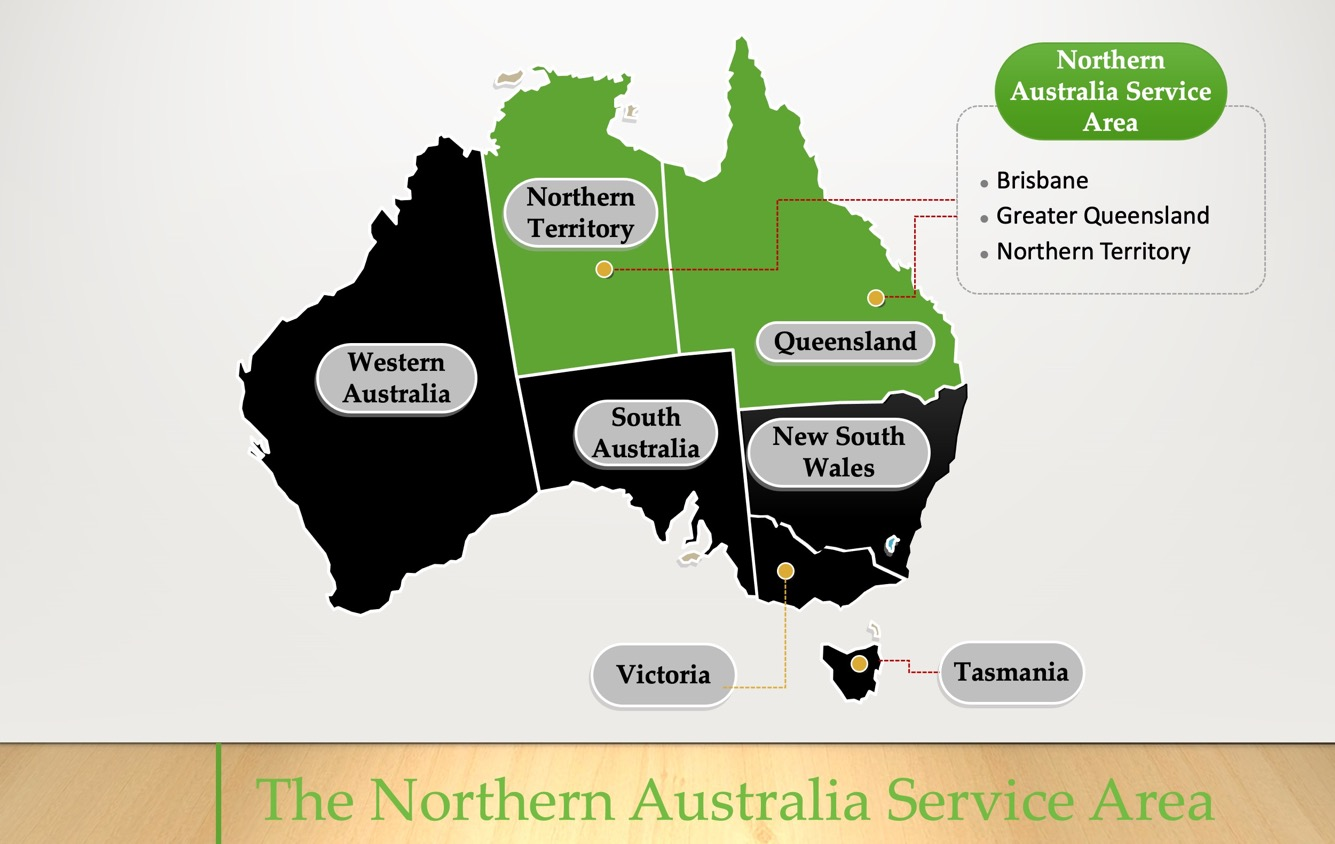 Northern
Australia Service
Area
• Brisbane
• Greater Queensland
• Northern Territory
Northern
Territory
Queensland
Western
Australia
South
Australia
New South
Wales
Victoria
Tasmania
The Northern Australia Service Area